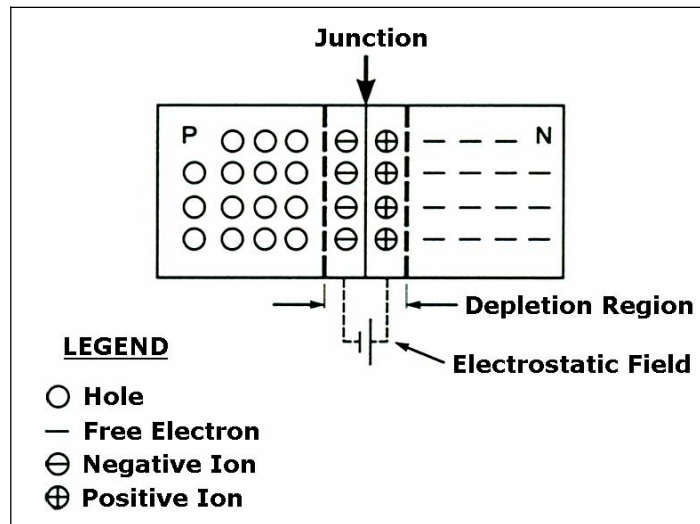 Junction
P
N
Depletion Region
Electrostatic Field
LEGEND
Hole
Free Electron
Negative Ion
Positive Ion